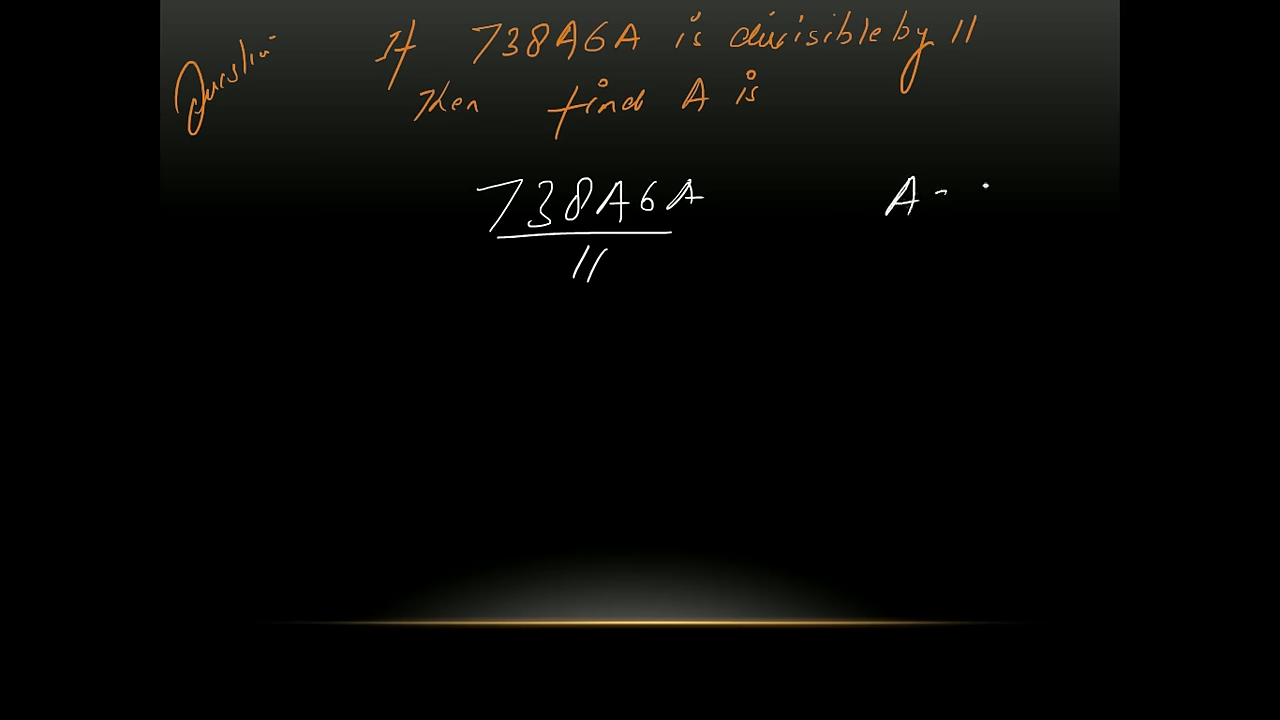 Question If 738A6A is divisible by 11
Then find A is
738A6A A - .
11